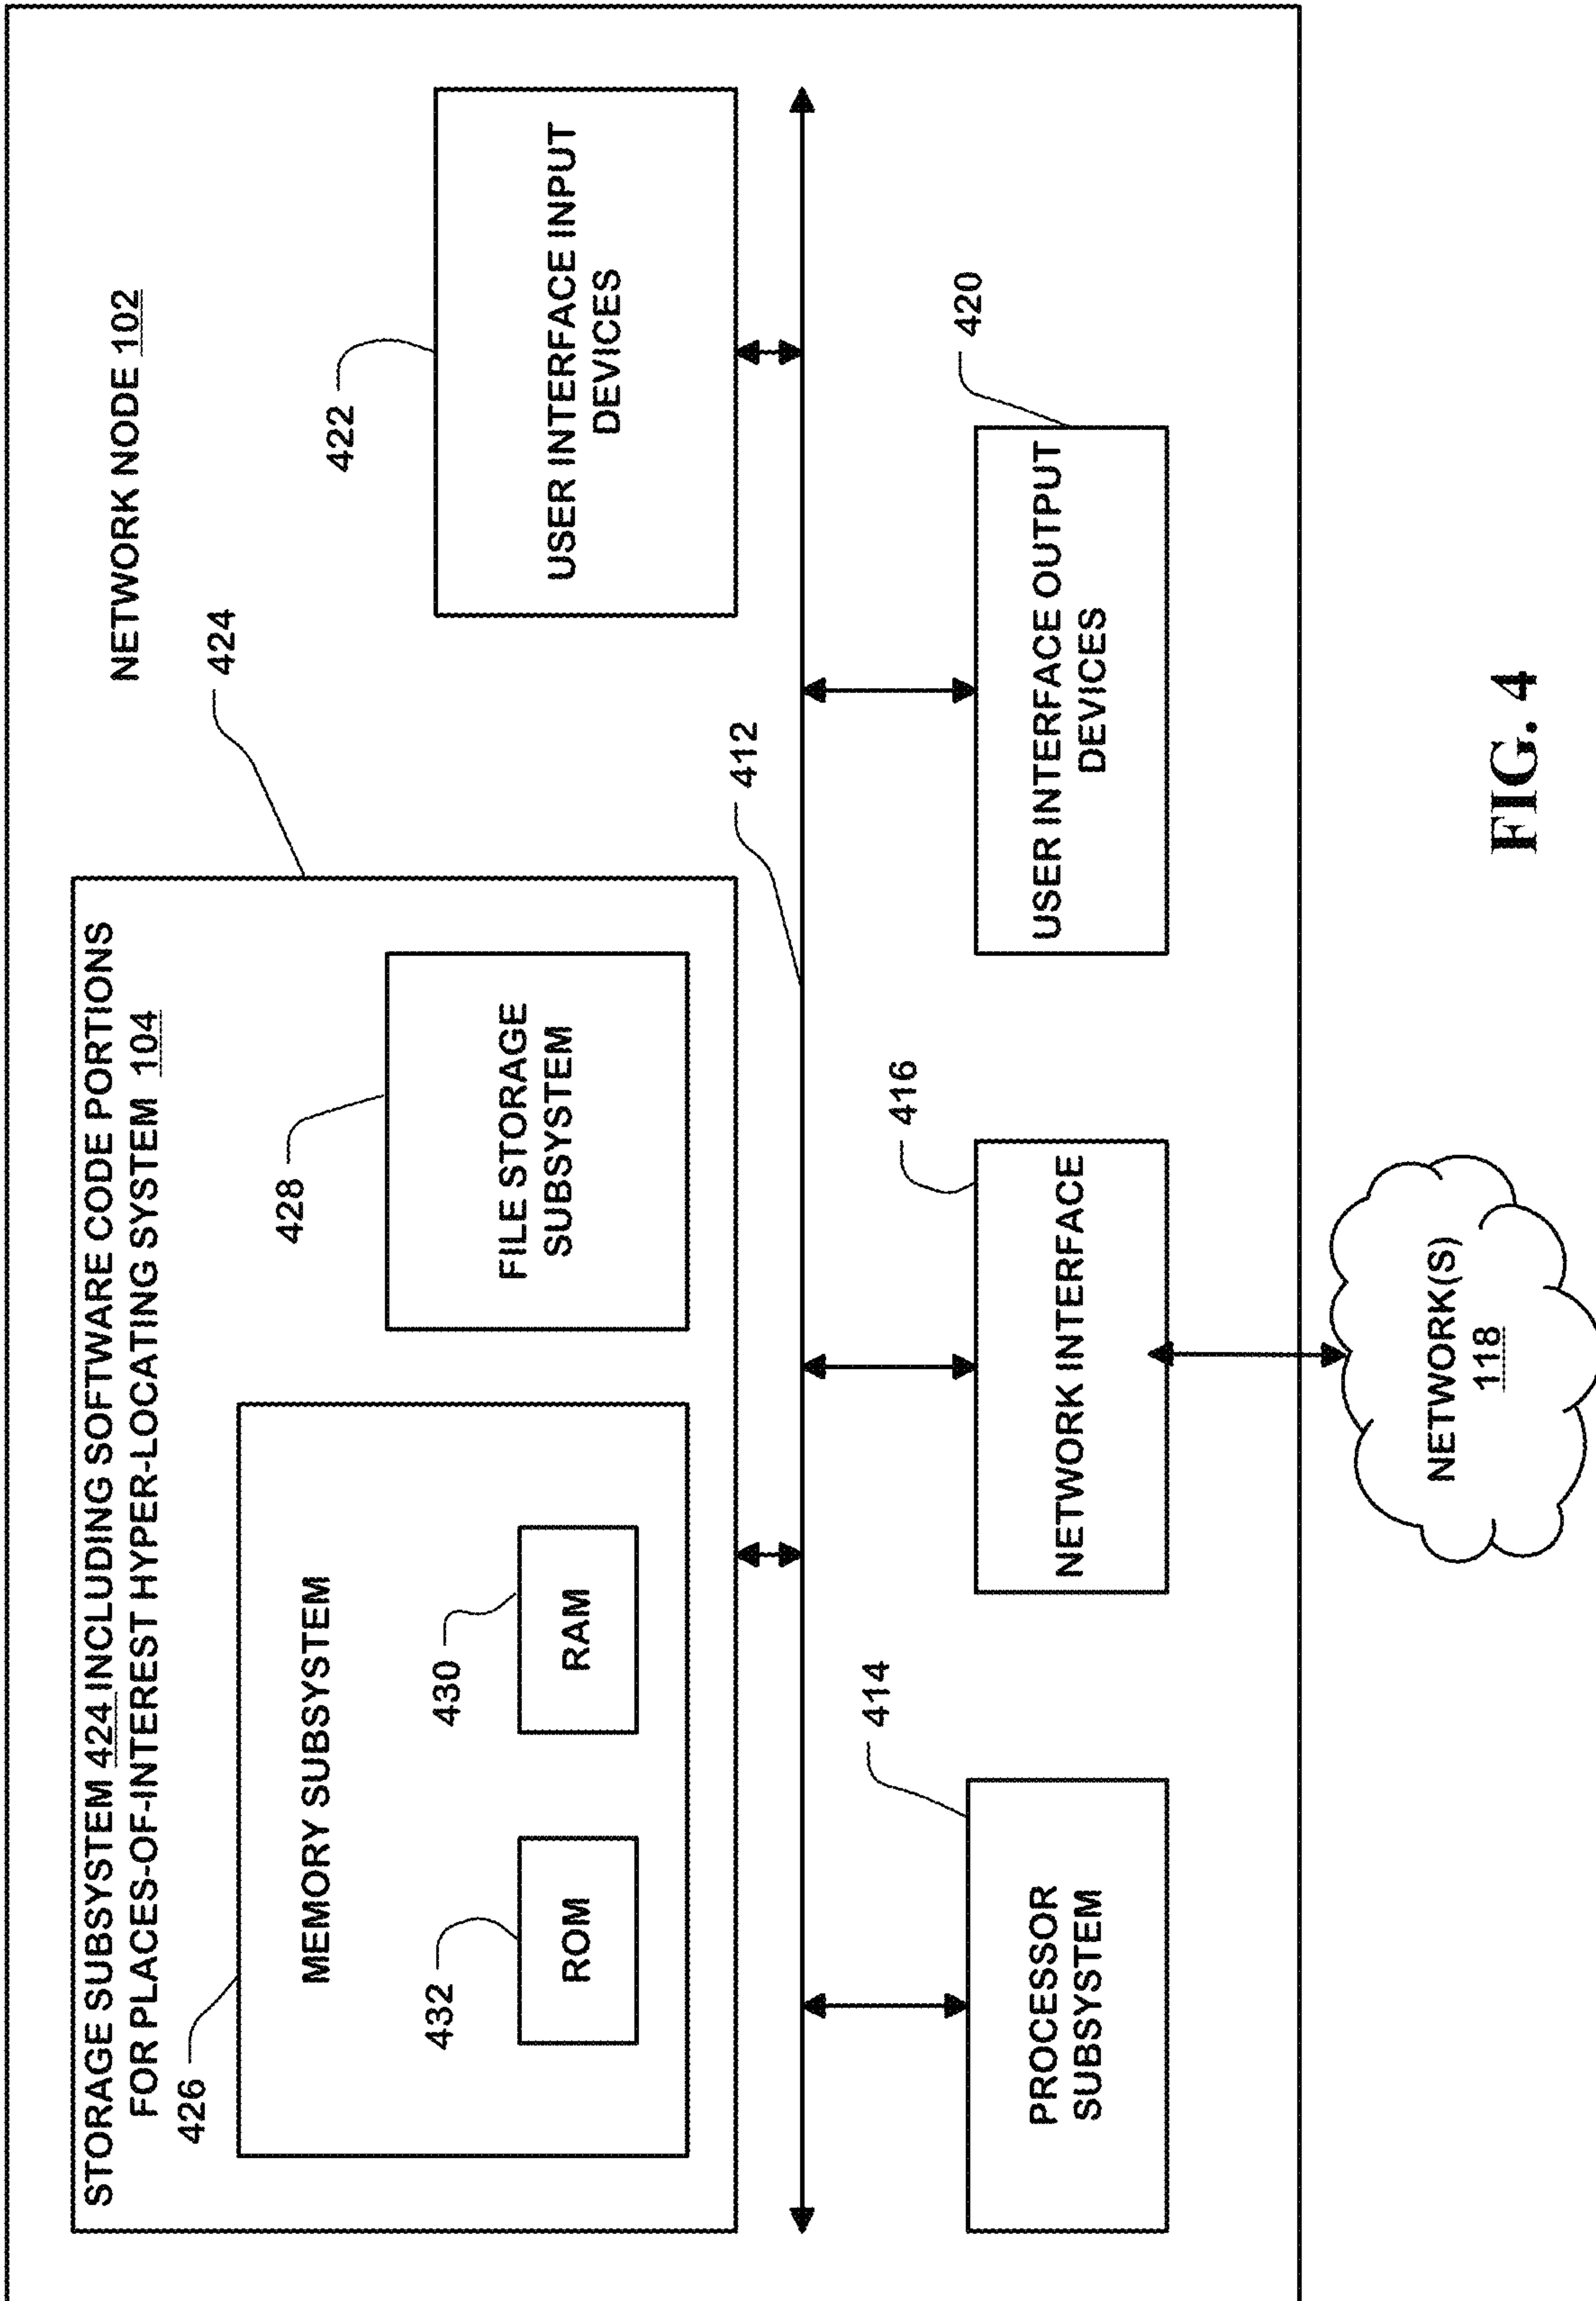 NETWORK NODE 102
424
STORAGE SUBSYSTEM 424 INCLUDING SOFTWARE CODE PORTIONS
FOR PLACES-OF-INTEREST HYPER-LOCATING SYSTEM 104
426
MEMORY SUBSYSTEM
432
ROM
430
RAM
428
FILE STORAGE
SUBSYSTEM
422
USER INTERFACE INPUT
DEVICES
412
414
PROCESSOR
SUBSYSTEM
416
NETWORK INTERFACE
420
USER INTERFACE OUTPUT
DEVICES
NETWORK(S)
118
FIG. 4